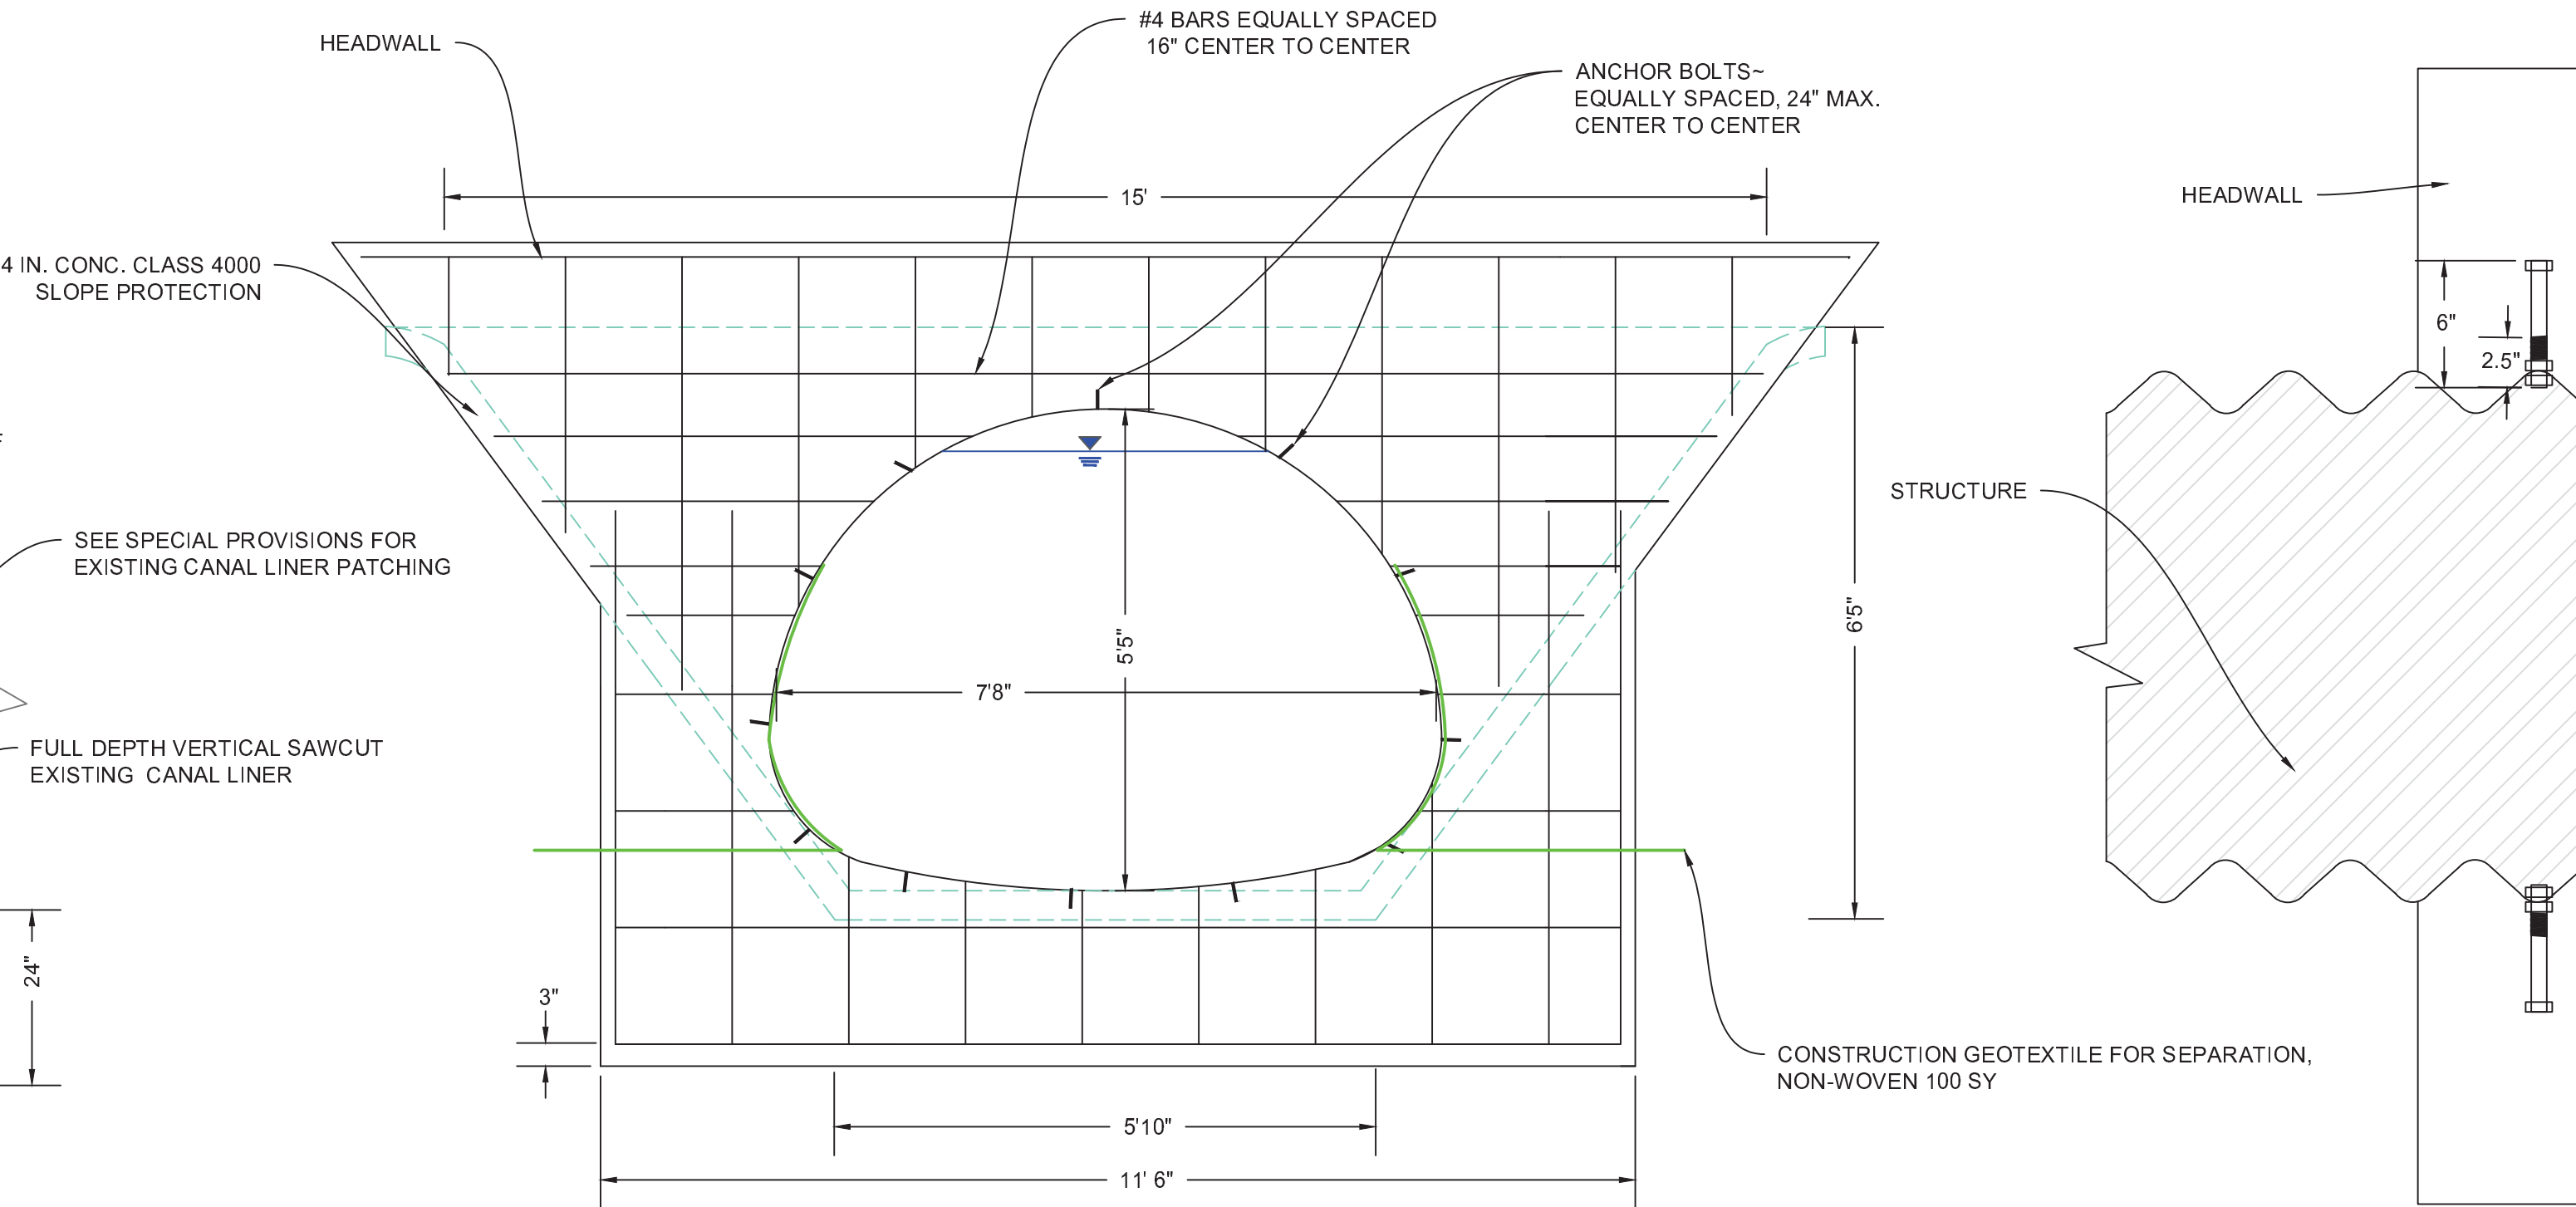 HEADWALL
#4 BARS EQUALLY SPACED
16" CENTER TO CENTER
ANCHOR BOLTS~
EQUALLY SPACED, 24" MAX.
CENTER TO CENTER
15'
HEADWALL
4 IN. CONC. CLASS 4000
SLOPE PROTECTION
6"
2.5"
SEE SPECIAL PROVISIONS FOR
EXISTING CANAL LINER PATCHING
STRUCTURE
5'5"
6'5"
7'8"
FULL DEPTH VERTICAL SAWCUT
EXISTING CANAL LINER
24"
3"
CONSTRUCTION GEOTEXTILE FOR SEPARATION,
NON-WOVEN 100 SY
5'10"
11' 6"